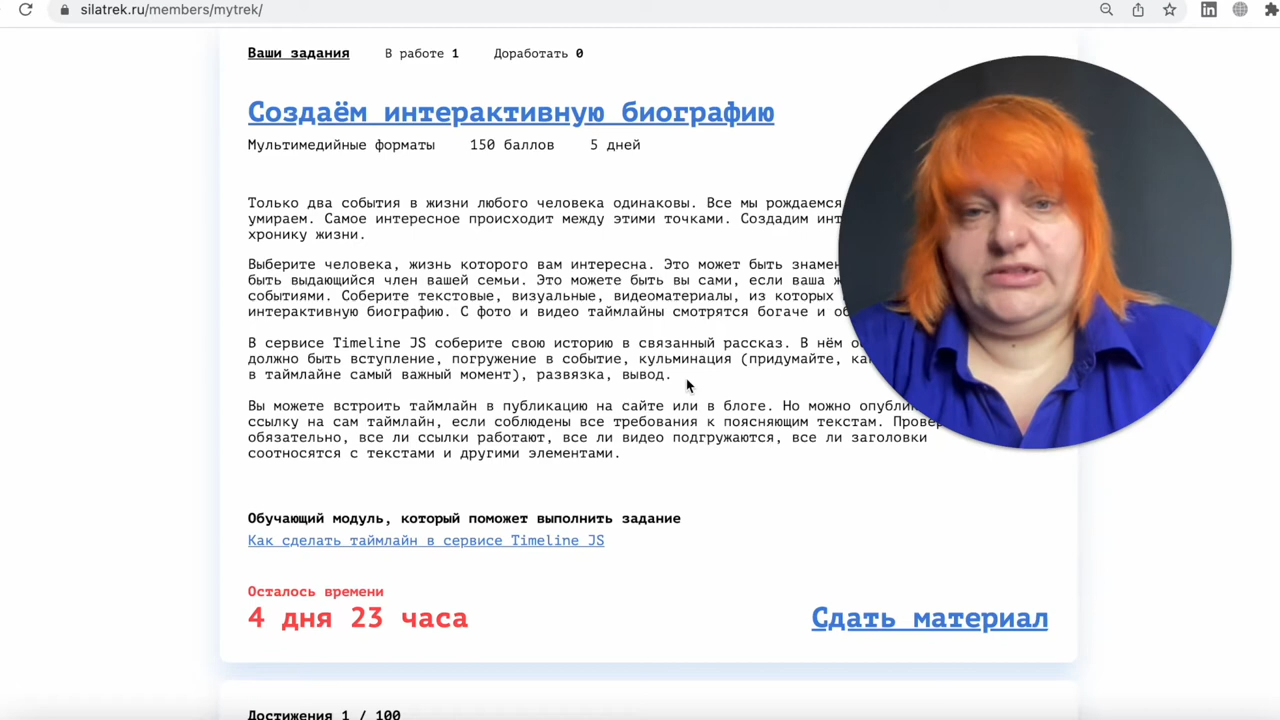 silatrek.ru/members/mytrek/
Ваши задания В работе 1 Доработать 0
Создаём интерактивную биографию
Мультимедийные форматы 150 баллов 5 дней
Только два события в жизни любого человека одинаковы. Все мы рождаемся
умираем. Самое интересное происходит между этими точками. Создадим
хронику жизни.
Выберите человека, жизнь которого вам интересна. Это может быть
быть выдающийся член вашей семьи. Это можете быть вы сами, если ваша
событиями. Соберите текстовые, визуальные, видеоматериалы, из которых
интерактивную биографию. С фото и видео таймлайны смотрятся богаче и
В сервисе Timeline JS соберите свою историю в связанный рассказ. В нём
должно быть вступление, погружение в событие, кульминация (придумайте,
в таймлайне самый важный момент), развязка, вывод.
Вы можете встроить таймлайн в публикацию на сайте или в блоге. Но можно
ссылку на сам таймлайн, если соблюдены все требования к поясняющим текстам.
обязательно, все ли ссылки работают, все ли видео подгружаются, все ли заголовки
соотносятся с текстами и другими элементами.
Обучающий модуль, который поможет выполнить задание
Как сделать таймлайн в сервисе Timeline JS
Осталось времени
4 дня 23 часа
Сдать материал
Достижения 1 / 100